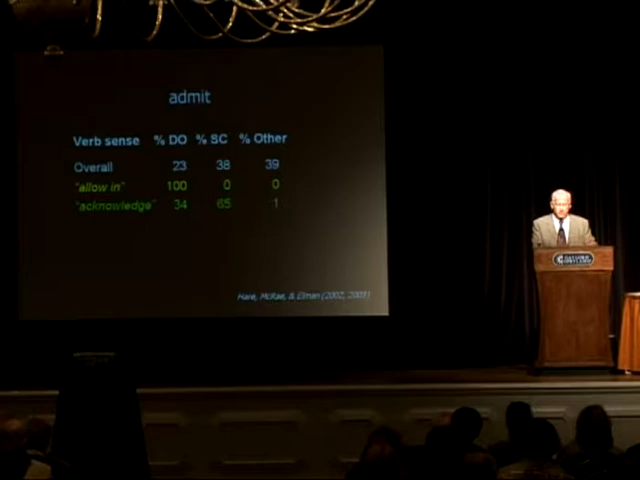 admit
Verb sense % DO % SC % Other
Overall 23 38 39
"allow in" 100 0 0
"acknowledge" 34 65 1
Hare, McRae, & Elman (2002, 2003)
GAYLORD